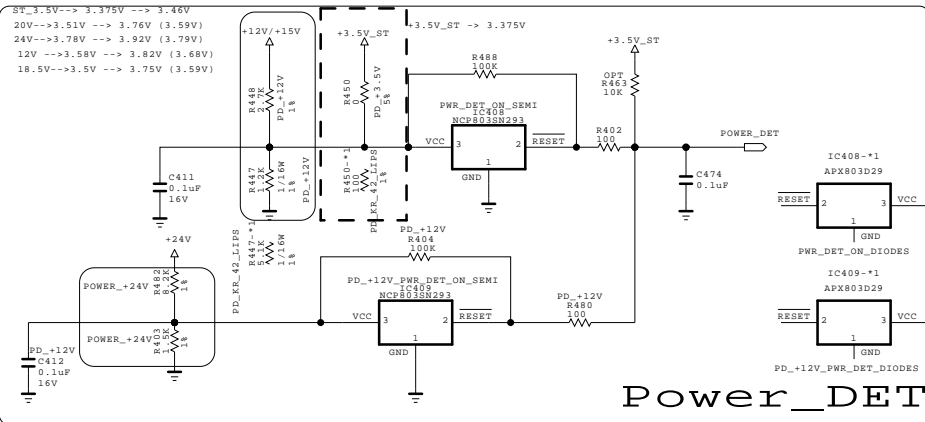 ST_3.5V--> 3.375V --> 3.46V
20V-->3.51V --> 3.76V (3.59V)
24V-->3.78V --> 3.92V (3.79V)
12V -->3.58V --> 3.82V (3.68V)
18.5V-->3.5V --> 3.75V (3.59V)
+12V/+15V
+3.5V_ST
+3.5V_ST -> 3.375V
R448
2.7K
PD_+12V
1%
R450
0
PD_+3.5V
5%
R447
1.2K
1/16W
1%
PD_+12V
R450-*1
100
PD_KR_42_LIPS
1%
C411
0.1uF
16V
R447-*1
5.1K
1/16W
1%
PD_KR_42_LIPS
R488
100K
PWR_DET_ON_SEMI
IC408
NCP803SN293
VCC
3
2
RESET
1
GND
R402
100
+3.5V_ST
OPT
R463
10K
POWER_DET
C474
0.1uF
IC408-*1
APX803D29
RESET
2
3
VCC
1
GND
PWR_DET_ON_DIODES
+24V
POWER_+24V
R482
8.2K
1%
POWER_+24V
R403
1.5K
1%
PD_+12V
C412
0.1uF
16V
PD_+12V
R404
100K
PD_+12V_PWR_DET_ON_SEMI
IC409
NCP803SN293
VCC
3
2
RESET
1
GND
PD_+12V
R480
100
IC409-*1
APX803D29
RESET
2
3
VCC
1
GND
PD_+12V_PWR_DET_DIODES
Power_DET